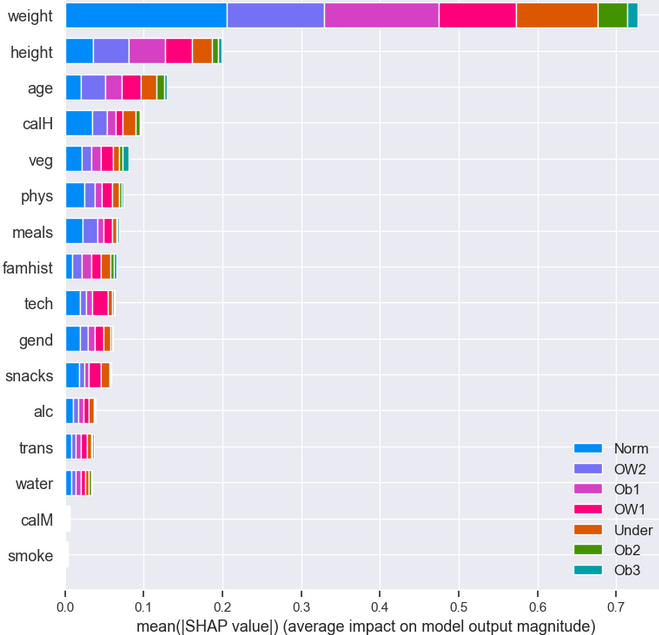 weight
height
age
calH
veg
phys
meals
famhist
tech
gend
snacks
alc
trans
water
calM
smoke
Norm
OW2
Ob1
OW1
Under
Ob2
Ob3
0.0 0.1 0.2 0.3 0.4 0.5 0.6 0.7
mean(|SHAP value|) (average impact on model output magnitude)